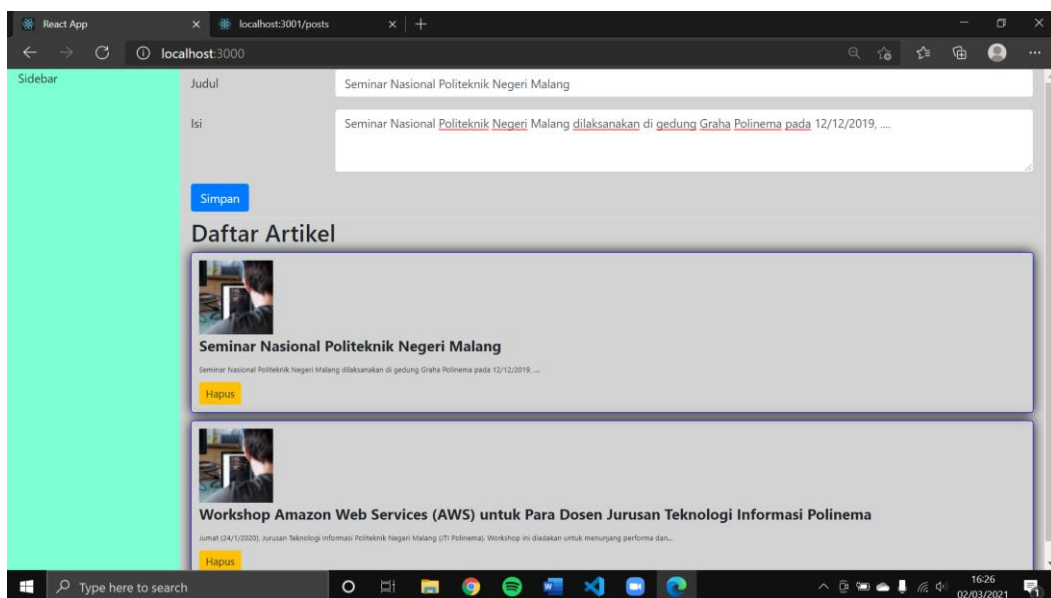 React App
localhost:3001/posts
localhost:3000
Sidebar
Judul
Seminar Nasional Politeknik Negeri Malang
Isi
Seminar Nasional Politeknik Negeri Malang dilaksanakan di gedung Graha Polinema pada 12/12/2019, ....
Simpan
Daftar Artikel
Seminar Nasional Politeknik Negeri Malang
Seminar Nasional Politeknik Negeri Malang dilaksanakan di gedung Graha Polinema pada 12/12/2019, ....
Hapus
Workshop Amazon Web Services (AWS) untuk Para Dosen Jurusan Teknologi Informasi Polinema
Jumat (24/1/2020), Jurusan Teknologi Informasi Politeknik Negeri Malang (JTI Polinema). Workshop ini diadakan untuk menunjang performa dan...
Hapus
Type here to search
16:26
02/03/2021